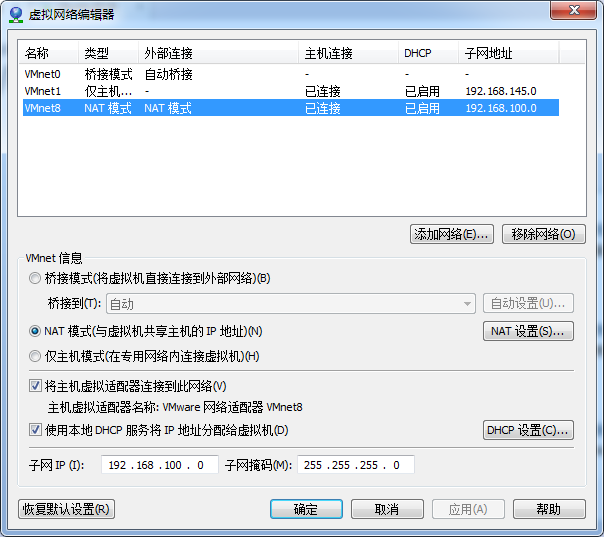 虚拟网络编辑器
名称 类型 外部连接 主机连接 DHCP 子网地址
VMnet0 桥接模式 自动桥接 - - -
VMnet1 仅主机... - 已连接 已启用 192.168.145.0
VMnet8 NAT 模式 NAT 模式 已连接 已启用 192.168.100.0
添加网络(E)... 移除网络(O)
VMnet 信息
桥接模式(将虚拟机直接连接到外部网络)(B)
桥接到(T): 自动 自动设置(U)...
NAT 模式(与虚拟机共享主机的 IP 地址)(N) NAT 设置(S)...
仅主机模式(在专用网络内连接虚拟机)(H)
将主机虚拟适配器连接到此网络(V)
主机虚拟适配器名称: VMware 网络适配器 VMnet8
使用本地 DHCP 服务将 IP 地址分配给虚拟机(D) DHCP 设置(C)...
子网 IP (I): 192 . 168 . 100 . 0 子网掩码(M): 255 . 255 . 255 . 0
恢复默认设置(R) 确定 取消 应用(A) 帮助